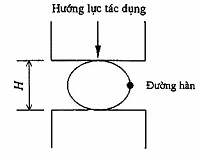 Hướng lực tác dụng
H
Đường hàn